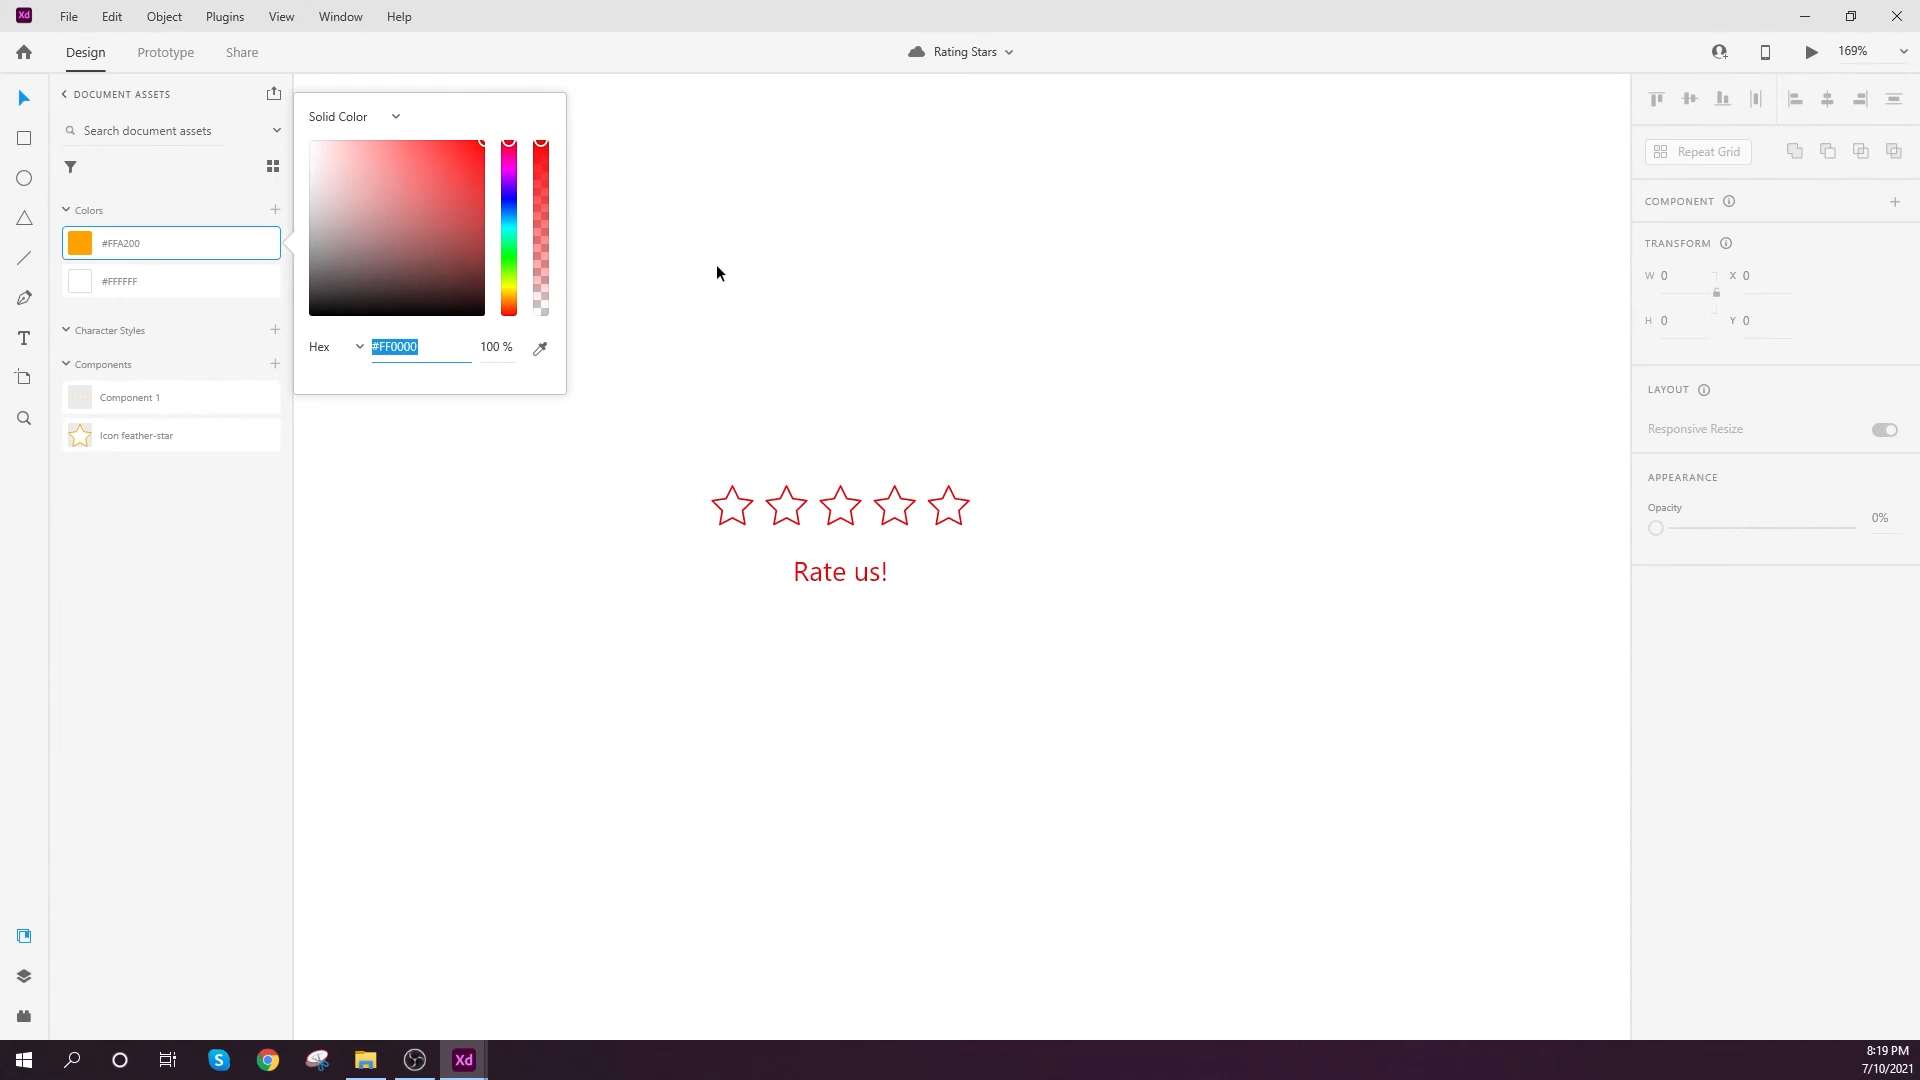 Xd File Edit Object Plugins View Window Help
Design Prototype Share Rating Stars 169%
DOCUMENT ASSETS
Search document assets
Colors
#FFA200
#FFFFFF
Character Styles
Components
Component 1
Icon feather-star
Solid Color
Hex #FF0000 100 %
Rate us!
Repeat Grid
COMPONENT
TRANSFORM
W 0 X 0
H 0 Y 0
LAYOUT
Responsive Resize
APPEARANCE
Opacity
0%
S Xd
8:19 PM
7/10/2021